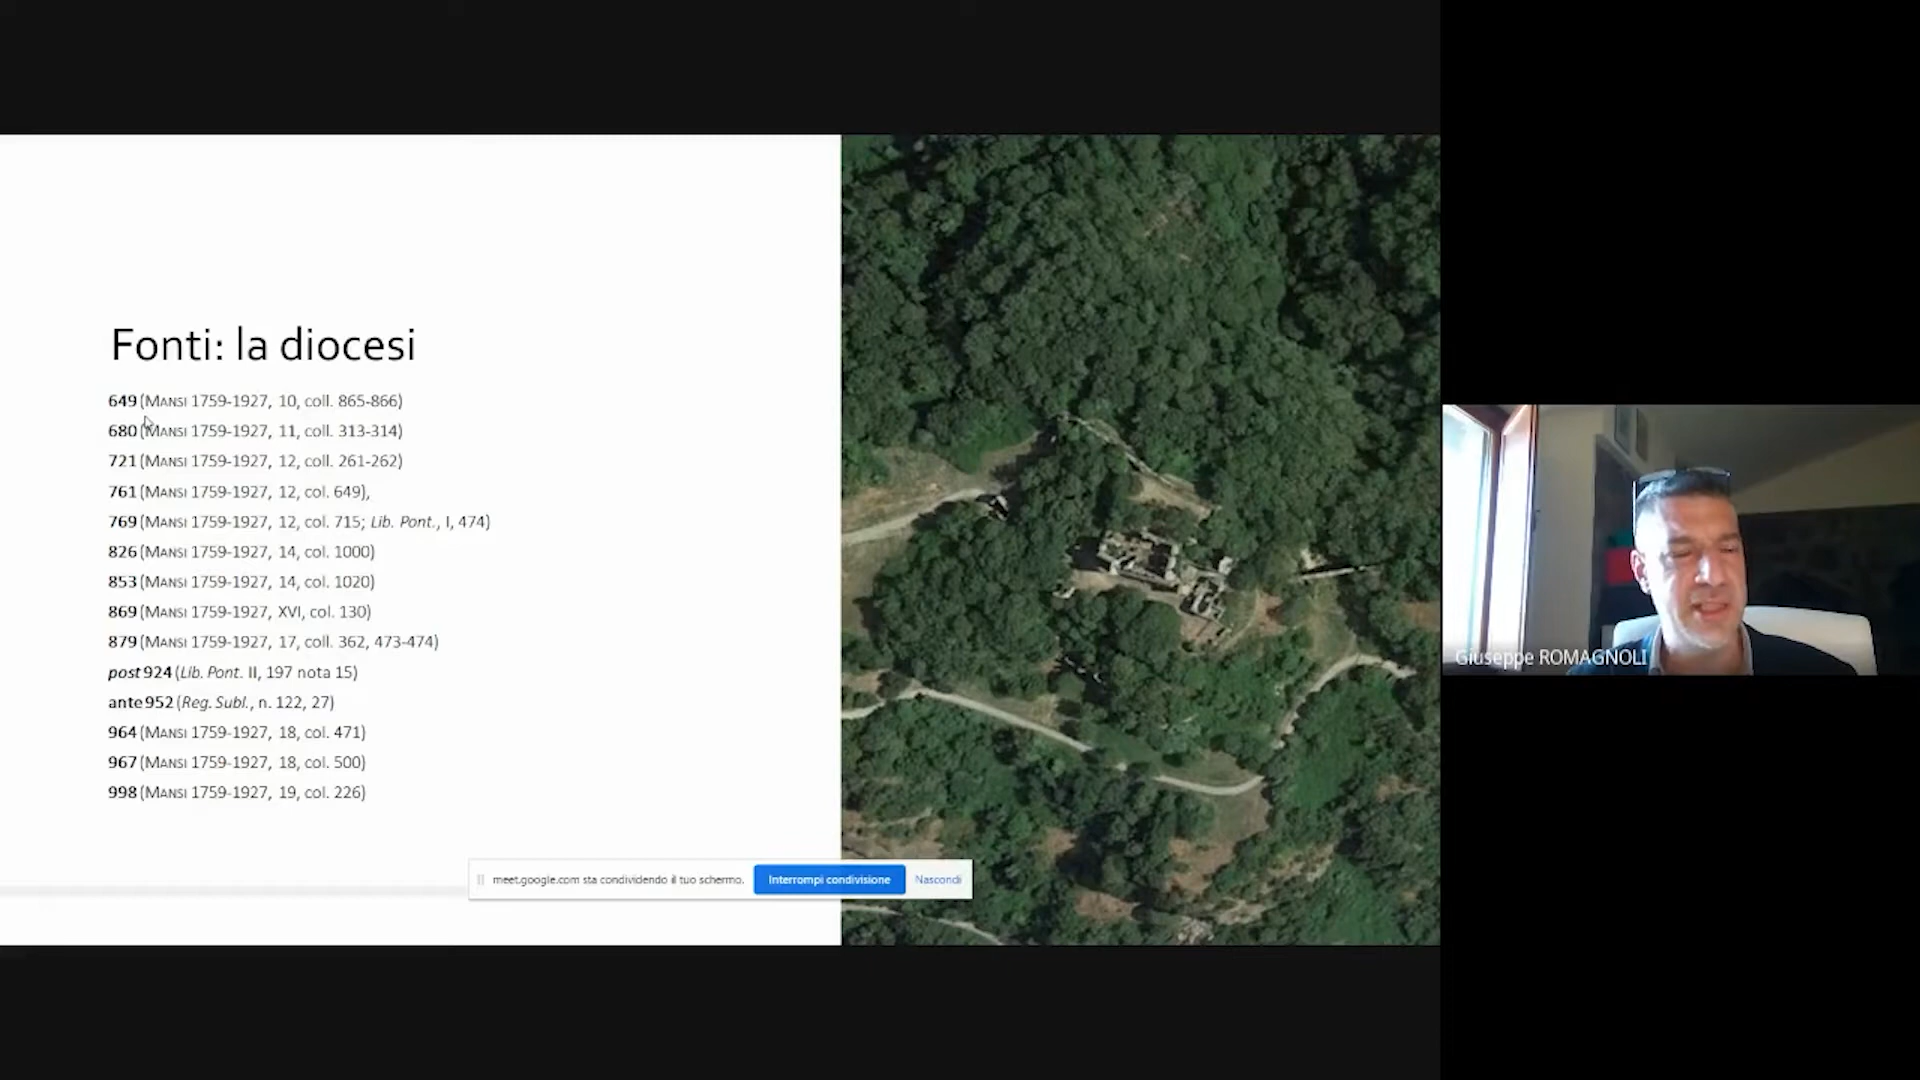 Fonti: la diocesi
649 (MANSI 1759-1927, 10, coll. 865-866)
680 (MANSI 1759-1927, 11, coll. 313-314)
721 (MANSI 1759-1927, 12, coll. 261-262)
761 (MANSI 1759-1927, 12, col. 649),
769 (MANSI 1759-1927, 12, col. 715; Lib. Pont., I, 474)
826 (MANSI 1759-1927, 14, col. 1000)
853 (MANSI 1759-1927, 14, col. 1020)
869 (MANSI 1759-1927, XVI, col. 130)
879 (MANSI 1759-1927, 17, coll. 362, 473-474)
post 924 (Lib. Pont. II, 197 nota 15)
ante 952 (Reg. Subl., n. 122, 27)
964 (MANSI 1759-1927, 18, col. 471)
967 (MANSI 1759-1927, 18, col. 500)
998 (MANSI 1759-1927, 19, col. 226)
meet.google.com sta condividendo il tuo schermo. Interrompi condivisione Nascondi
Giuseppe ROMAGNOLI